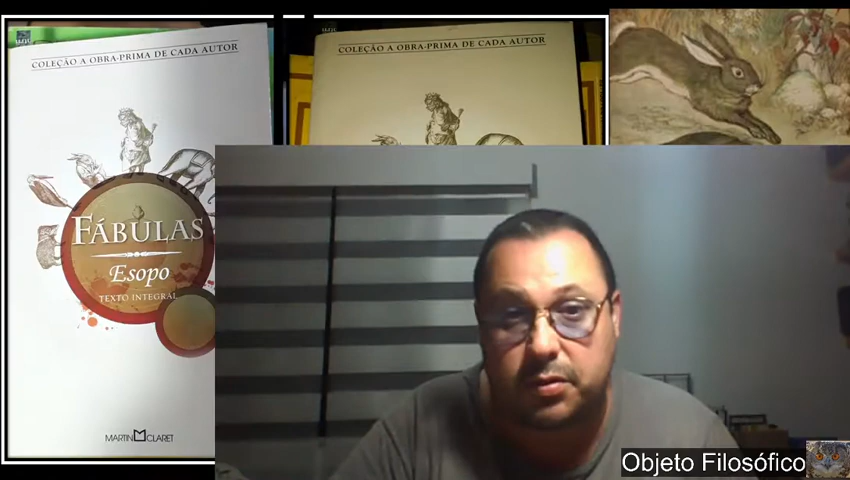 COLEÇÃO A OBRA-PRIMA DE CADA AUTOR
FÁBULAS
Esopo
TEXTO INTEGRAL
MARTIN CLARET
COLEÇÃO A OBRA-PRIMA DE CADA AUTOR
Objeto Filosófico